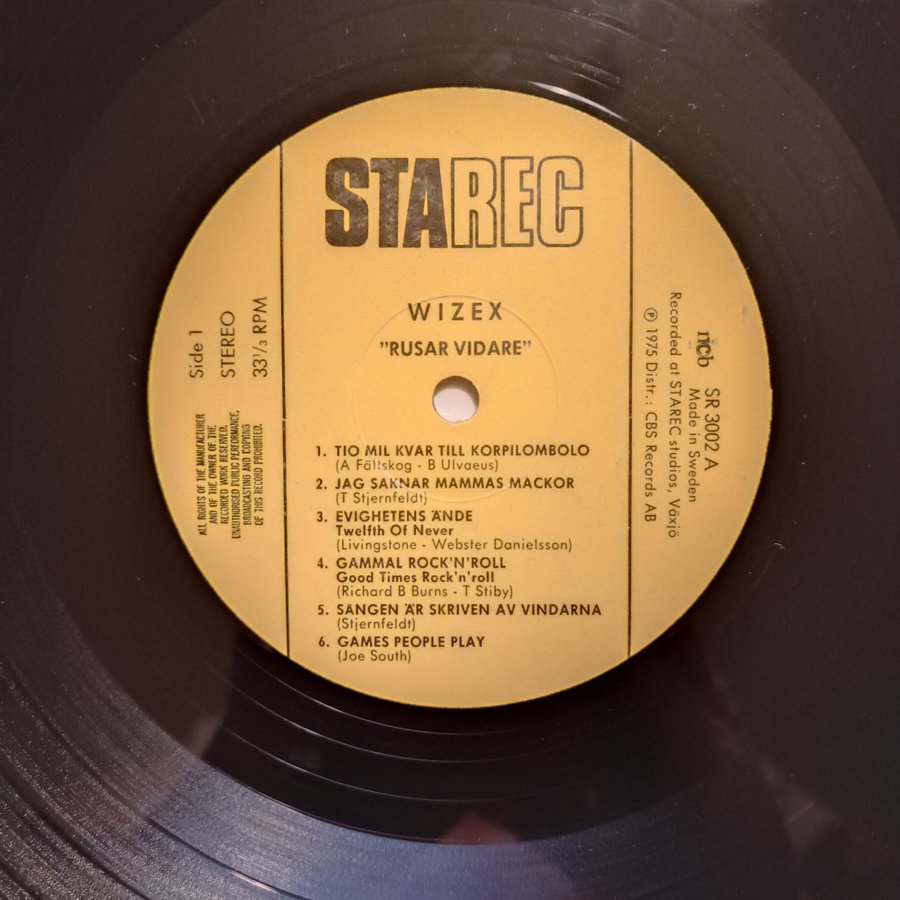 STAREC
WIZEX
"RUSAR VIDARE"
1. TIO MIL KVAR TILL KORPILOMBOLO
(A Fällskog - B Ulvaeus)
2. JAG SAKNAR MAMMAS MACKOR
(T Stjernfeldt)
3. EVIGHETENS ÄNDE
Twelfth Of Never
(Livingstone - Webster Danielsson)
4. GAMMAL ROCK'N'ROLL
Good Times Rock'n'roll
(Richard B Burns - T Stiby)
5. SÅNGEN ÄR SKRIVEN AV VINDARNA
(Stjernfeldt)
6. GAMES PEOPLE PLAY
(Joe South)
Side 1
STEREO
33 1/3 RPM
ALL RIGHTS OF THE MANUFACTURER
AND OF THE OWNER OF THE
RECORDED WORK RESERVED.
UNAUTHORISED PUBLIC PERFORMANCE,
BROADCASTING AND COPYING
OF THIS RECORD PROHIBITED.
ncb
SR 3002 A
Made in Sweden
Recorded at STAREC studios, Växjö
℗ 1975 Distr.: CBS Records AB